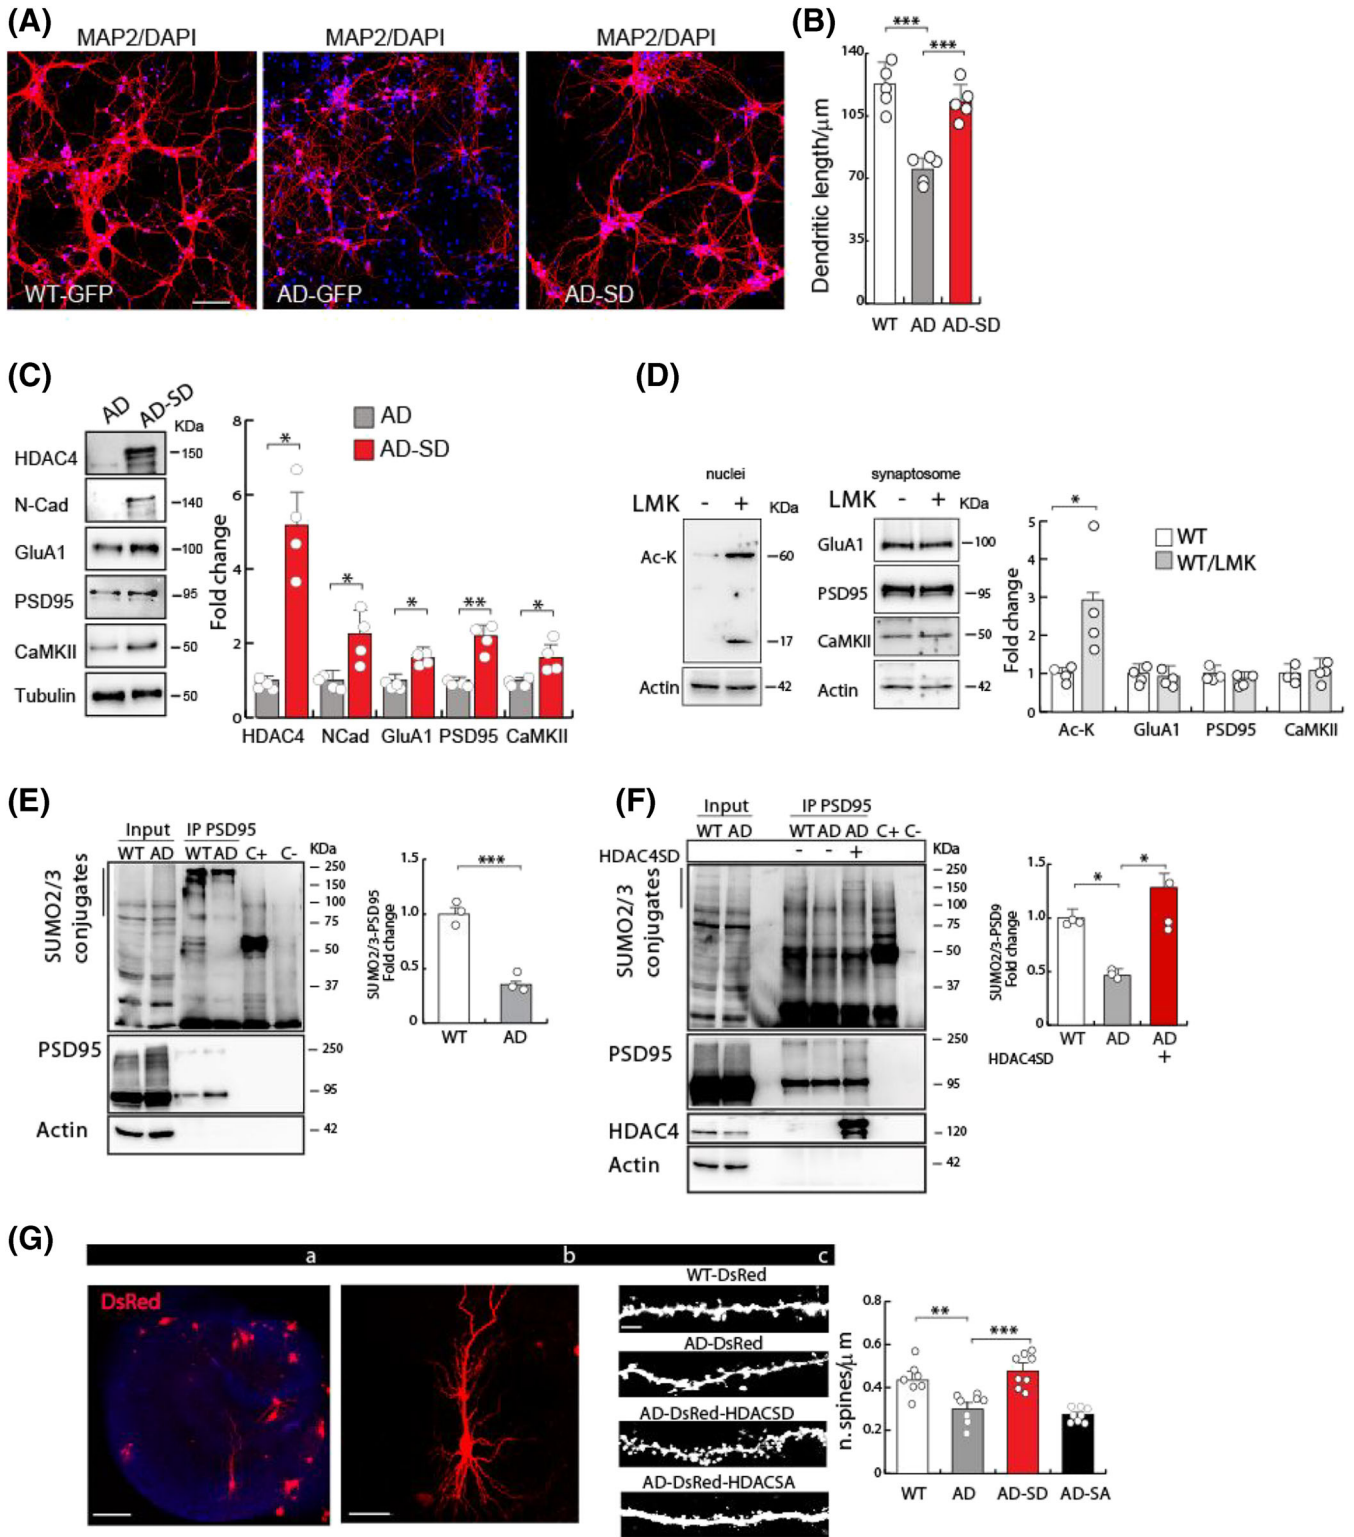 (A)
MAP2/DAPI MAP2/DAPI MAP2/DAPI
WT-GFP AD-GFP AD-SD
(B)
***
***
140
105
70
35
0
Dendritic length/μm
WT AD AD-SD
(C)
AD AD-SD
KDa
HDAC4 150
N-Cad 140
GluA1 100
PSD95 95
CaMKII 50
Tubulin 50
AD
AD-SD
8
6
4
2
0
Fold change
* * * ** *
HDAC4 NCad GluA1 PSD95 CaMKII
(D)
nuclei
LMK - + KDa
Ac-K 60
17
Actin 42
synaptosome
LMK - + KDa
GluA1 100
PSD95 95
CaMKII 50
Actin 42
*
WT
WT/LMK
5
4
3
2
1
0
Fold change
Ac-K GluA1 PSD95 CaMKII
(E)
Input IP PSD95
WT AD WT AD C+ C- KDa
SUMO2/3
conjugates
250
150
100
75
50
37
PSD95
250
95
Actin 42
***
1.5
1.0
0.5
0
SUMO2/3-PSD95
Fold change
WT AD
(F)
Input IP PSD95
WT AD WT AD AD C+ C-
HDAC4SD - - + KDa
SUMO2/3
conjugates
250
150
100
75
50
37
PSD95
250
95
HDAC4 120
Actin 42
* *
1.5
1.0
0.5
0
SUMO2/3-PSD9
Fold change
WT AD AD
HDAC4SD +
(G)
a b c
DsRed
WT-DsRed
AD-DsRed
AD-DsRed-HDACSD
AD-DsRed-HDACSA
** ***
0.8
0.6
0.4
0.2
0
n. spines/μm
WT AD AD-SD AD-SA